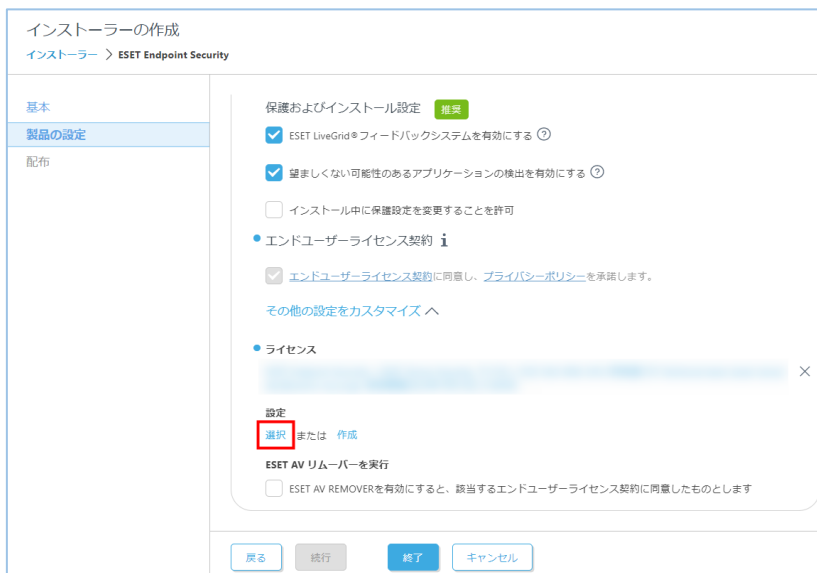 インストーラーの作成
インストーラー > ESET Endpoint Security
基本
製品の設定
配布
保護およびインストール設定 推奨
ESET LiveGrid®フィードバックシステムを有効にする ?
望ましくない可能性のあるアプリケーションの検出を有効にする ?
インストール中に保護設定を変更することを許可
エンドユーザーライセンス契約 i
エンドユーザーライセンス契約に同意し、プライバシーポリシーを承諾します。
その他の設定をカスタマイズ
ライセンス
設定
選択 または 作成
ESET AV リムーバーを実行
ESET AV REMOVERを有効にすると、該当するエンドユーザーライセンス契約に同意したものとします
戻る 続行 終了 キャンセル